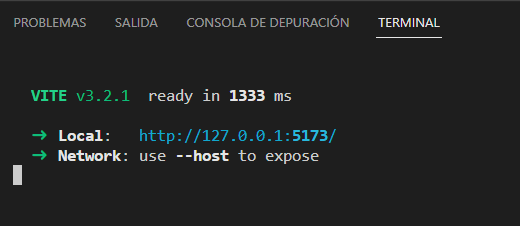 PROBLEMAS SALIDA CONSOLA DE DEPURACIÓN TERMINAL
VITE v3.2.1 ready in 1333 ms
➜ Local: http://127.0.0.1:5173/
➜ Network: use --host to expose